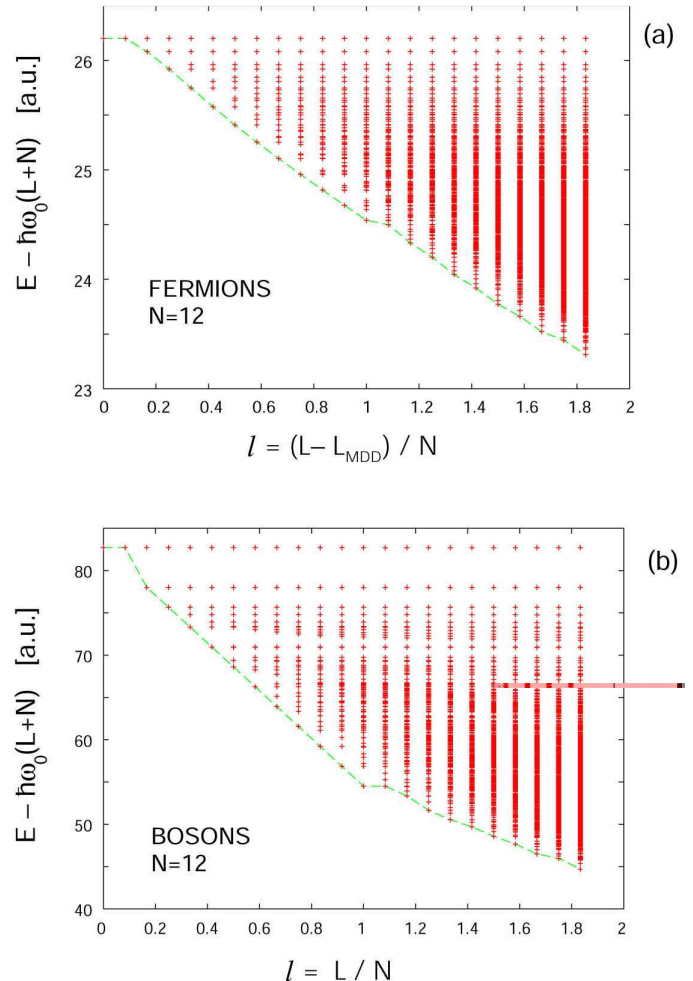 (a)
E − ħω₀(L+N) [a.u.]
26
25
24
23
FERMIONS
N=12
0 0.2 0.4 0.6 0.8 1 1.2 1.4 1.6 1.8 2
l = (L− L_MDD) / N
(b)
E − ħω₀(L+N) [a.u.]
80
70
60
50
40
BOSONS
N=12
0 0.2 0.4 0.6 0.8 1 1.2 1.4 1.6 1.8 2
l = L / N